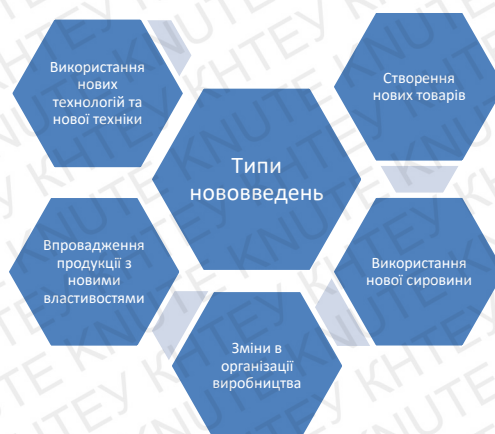 Використання
нових
технологій та
нової техніки
Створення
нових товарів
Типи
нововведень
Впровадження
продукції з
новими
властивостями
Використання
нової сировини
Зміни в
організації
виробництва